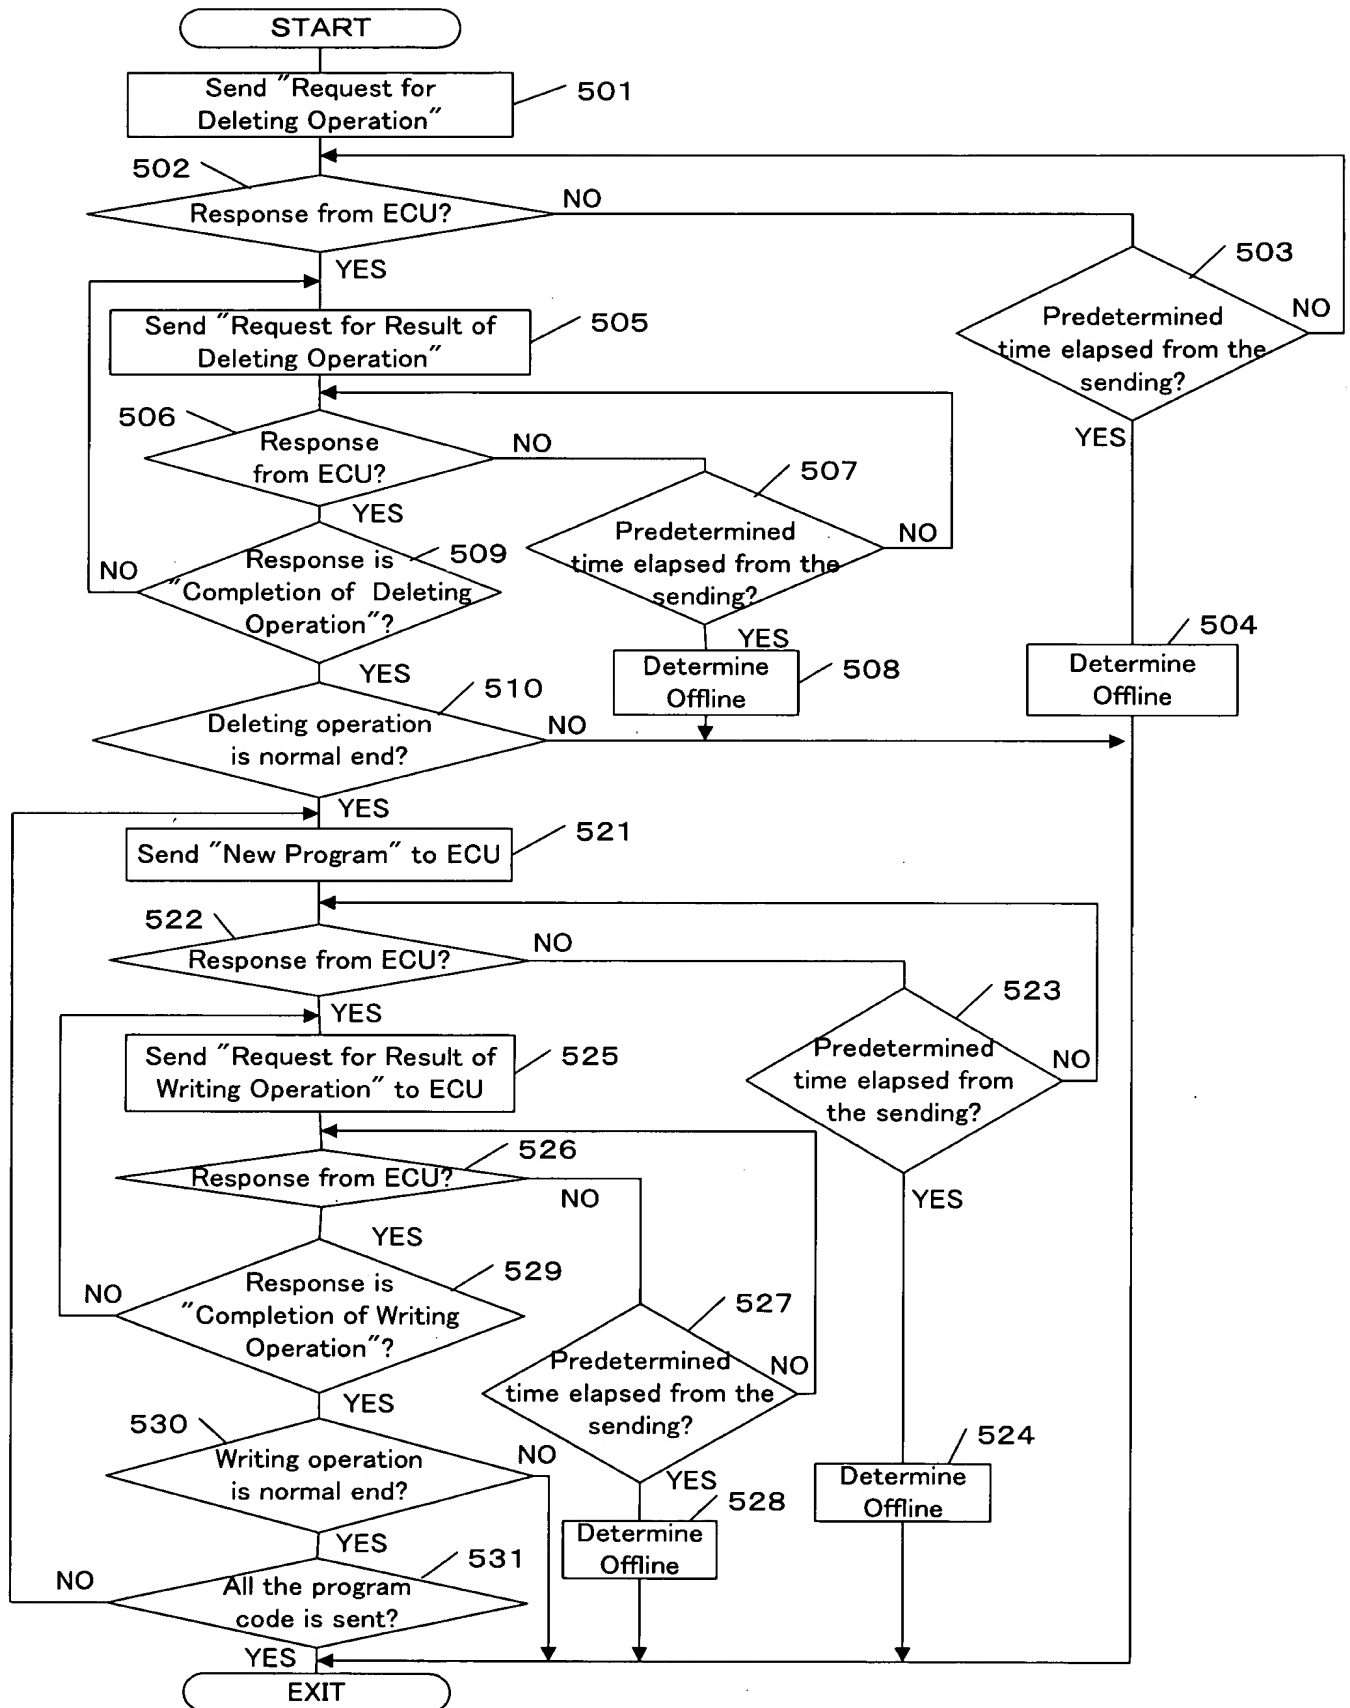 START
Send "Request for
Deleting Operation"
501
502
Response from ECU?
NO
YES
503
Predetermined
time elapsed from the
sending?
NO
YES
Send "Request for Result of
Deleting Operation"
505
506
Response
from ECU?
NO
YES
507
Predetermined
time elapsed from the
sending?
NO
YES
509
Response is
"Completion of Deleting
Operation"?
NO
YES
Determine
Offline
508
504
Determine
Offline
510
Deleting operation
is normal end?
NO
YES
Send "New Program" to ECU
521
522
Response from ECU?
NO
YES
523
Predetermined
time elapsed from
the sending?
NO
YES
Send "Request for Result of
Writing Operation" to ECU
525
526
Response from ECU?
NO
YES
529
Response is
"Completion of Writing
Operation"?
NO
YES
527
Predetermined
time elapsed from the
sending?
NO
YES
530
Writing operation
is normal end?
NO
YES
528
Determine
Offline
524
Determine
Offline
531
All the program
code is sent?
NO
YES
EXIT